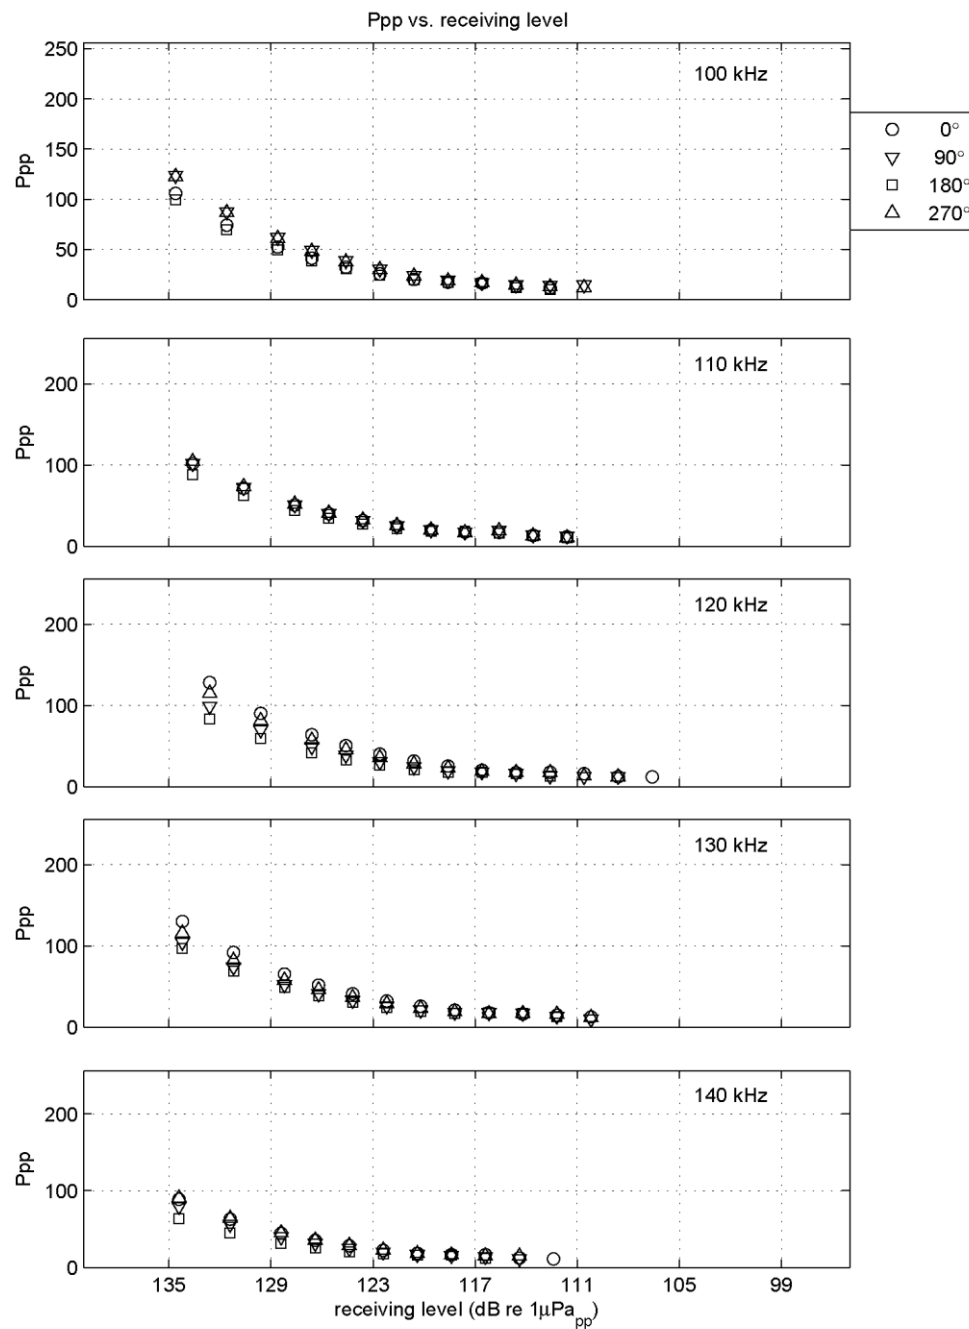 Ppp vs. receiving level
250
200
150
100
50
0
Ppp
100 kHz
0°
90°
180°
270°
200
100
0
Ppp
110 kHz
200
100
0
Ppp
120 kHz
200
100
0
Ppp
130 kHz
200
100
0
Ppp
140 kHz
135 129 123 117 111 105 99
receiving level (dB re 1μPapp)